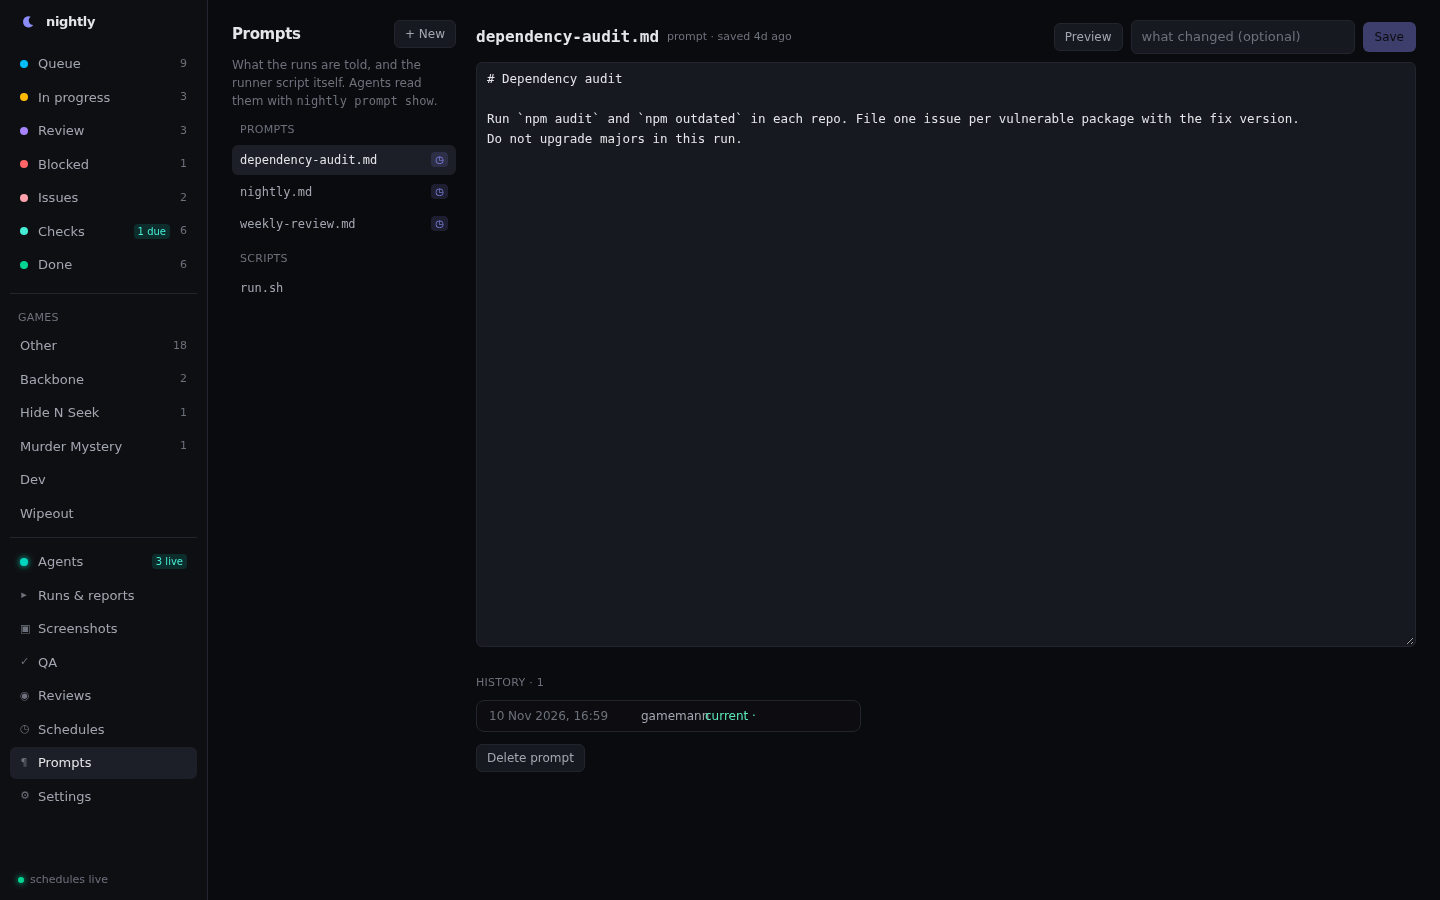 nightly
Queue 9
In progress 3
Review 3
Blocked 1
Issues 2
Checks 1 due 6
Done 6
GAMES
Other 18
Backbone 2
Hide N Seek 1
Murder Mystery 1
Dev
Wipeout
Agents 3 live
Runs & reports
Screenshots
QA
Reviews
Schedules
Prompts
Settings
schedules live
Prompts + New
What the runs are told, and the
runner script itself. Agents read
them with nightly prompt show.
PROMPTS
dependency-audit.md
nightly.md
weekly-review.md
SCRIPTS
run.sh
dependency-audit.md prompt · saved 4d ago Preview what changed (optional) Save
# Dependency audit
Run `npm audit` and `npm outdated` in each repo. File one issue per vulnerable package with the fix version.
Do not upgrade majors in this run.
HISTORY · 1
10 Nov 2026, 16:59 gamemann current ·
Delete prompt